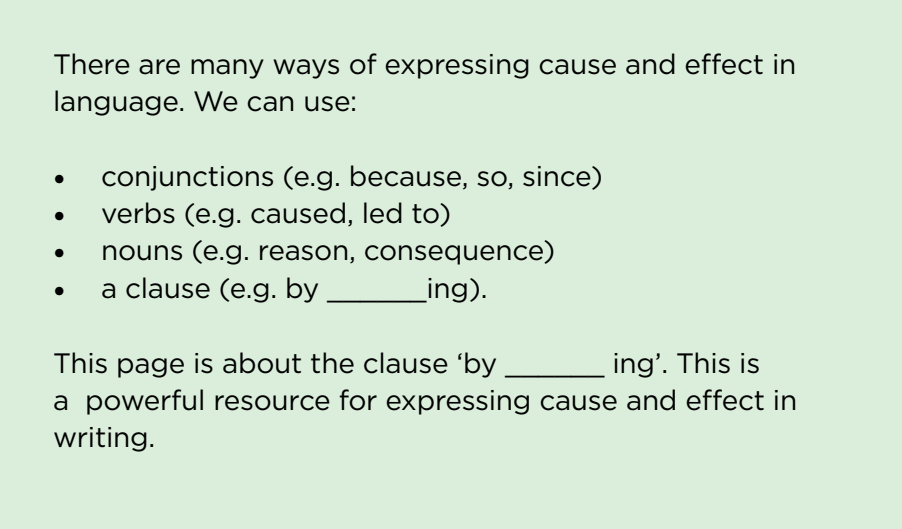 There are many ways of expressing cause and effect in
language. We can use:
• conjunctions (e.g. because, so, since)
• verbs (e.g. caused, led to)
• nouns (e.g. reason, consequence)
• a clause (e.g. by ______ing).
This page is about the clause ‘by ______ ing’. This is
a  powerful resource for expressing cause and effect in
writing.